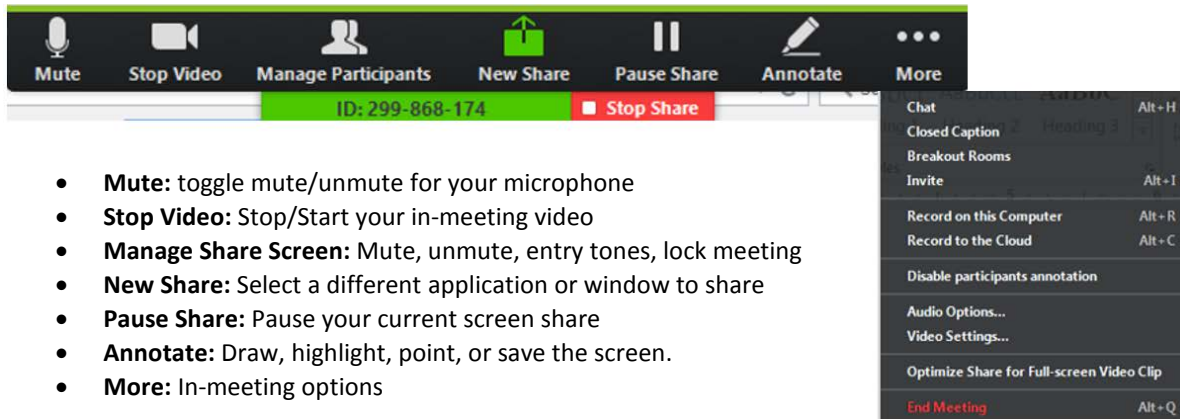 Mute Stop Video Manage Participants New Share Pause Share Annotate More
ID: 299-868-174 Stop Share
Chat Alt+H
Closed Caption
Heading 2 Heading 3
Breakout Rooms
Invite Alt+I
Record on this Computer Alt+R
Record to the Cloud Alt+C
Disable participants annotation
Audio Options...
Video Settings...
Optimize Share for Full-screen Video Clip
End Meeting Alt+Q
• Mute: toggle mute/unmute for your microphone
• Stop Video: Stop/Start your in-meeting video
• Manage Share Screen: Mute, unmute, entry tones, lock meeting
• New Share: Select a different application or window to share
• Pause Share: Pause your current screen share
• Annotate: Draw, highlight, point, or save the screen.
• More: In-meeting options